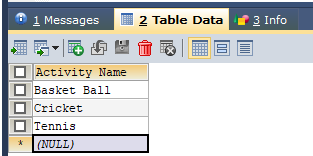 1 Messages 2 Table Data 3 Info
Activity Name
Basket Ball
Cricket
Tennis
* (NULL)